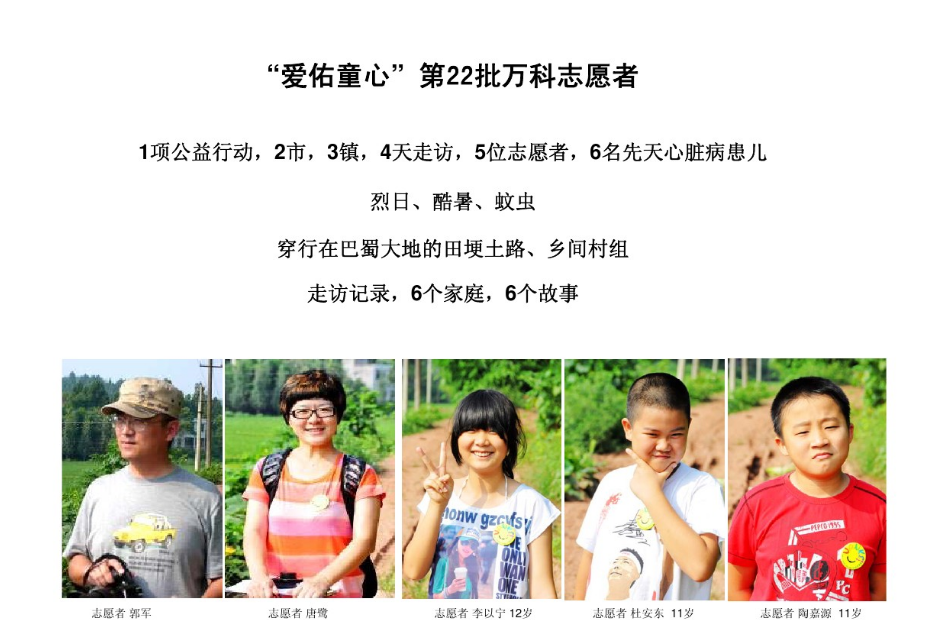 “爱佑童心”第22批万科志愿者
1项公益行动，2市，3镇，4天走访，5位志愿者，6名先天心脏病患儿
烈日、酷暑、蚊虫
穿行在巴蜀大地的田埂土路、乡间村组
走访记录，6个家庭，6个故事
志愿者 郭军
志愿者 唐鹭
志愿者 李以宁 12岁
志愿者 杜安东 11岁
志愿者 陶嘉源 11岁